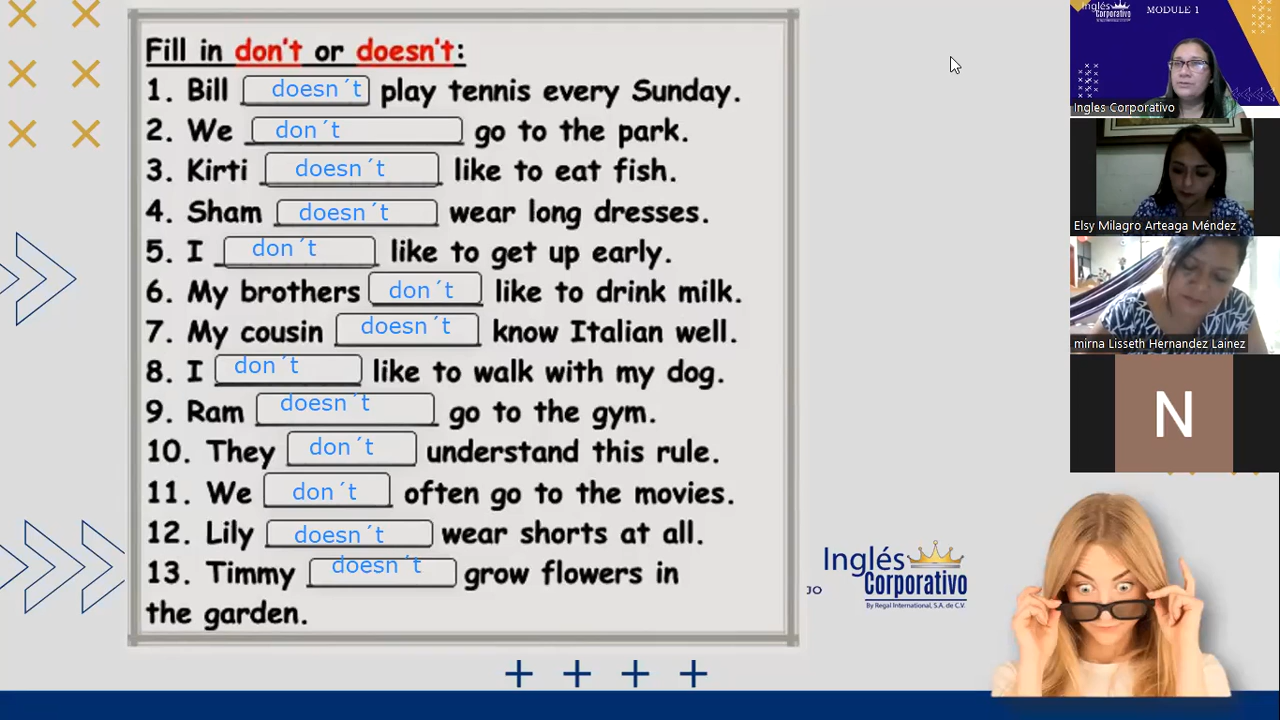 Fill in don't or doesn't:
1. Bill doesn´t play tennis every Sunday.
2. We don´t go to the park.
3. Kirti doesn´t like to eat fish.
4. Sham doesn´t wear long dresses.
5. I don´t like to get up early.
6. My brothers don´t like to drink milk.
7. My cousin doesn´t know Italian well.
8. I don´t like to walk with my dog.
9. Ram doesn´t go to the gym.
10. They don´t understand this rule.
11. We don´t often go to the movies.
12. Lily doesn´t wear shorts at all.
13. Timmy doesn´t grow flowers in
the garden.
JO
Inglés
Corporativo
By Regal International, S.A. de C.V.
Inglés
Corporativo
MODULE 1
Ingles Corporativo
Elsy Milagro Arteaga Méndez
mirna Lisseth Hernandez Lainez
N